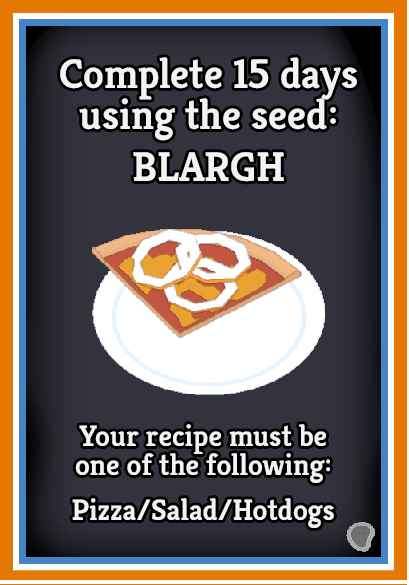 Complete 15 days
using the seed:
BLARGH
Your recipe must be
one of the following:
Pizza/Salad/Hotdogs